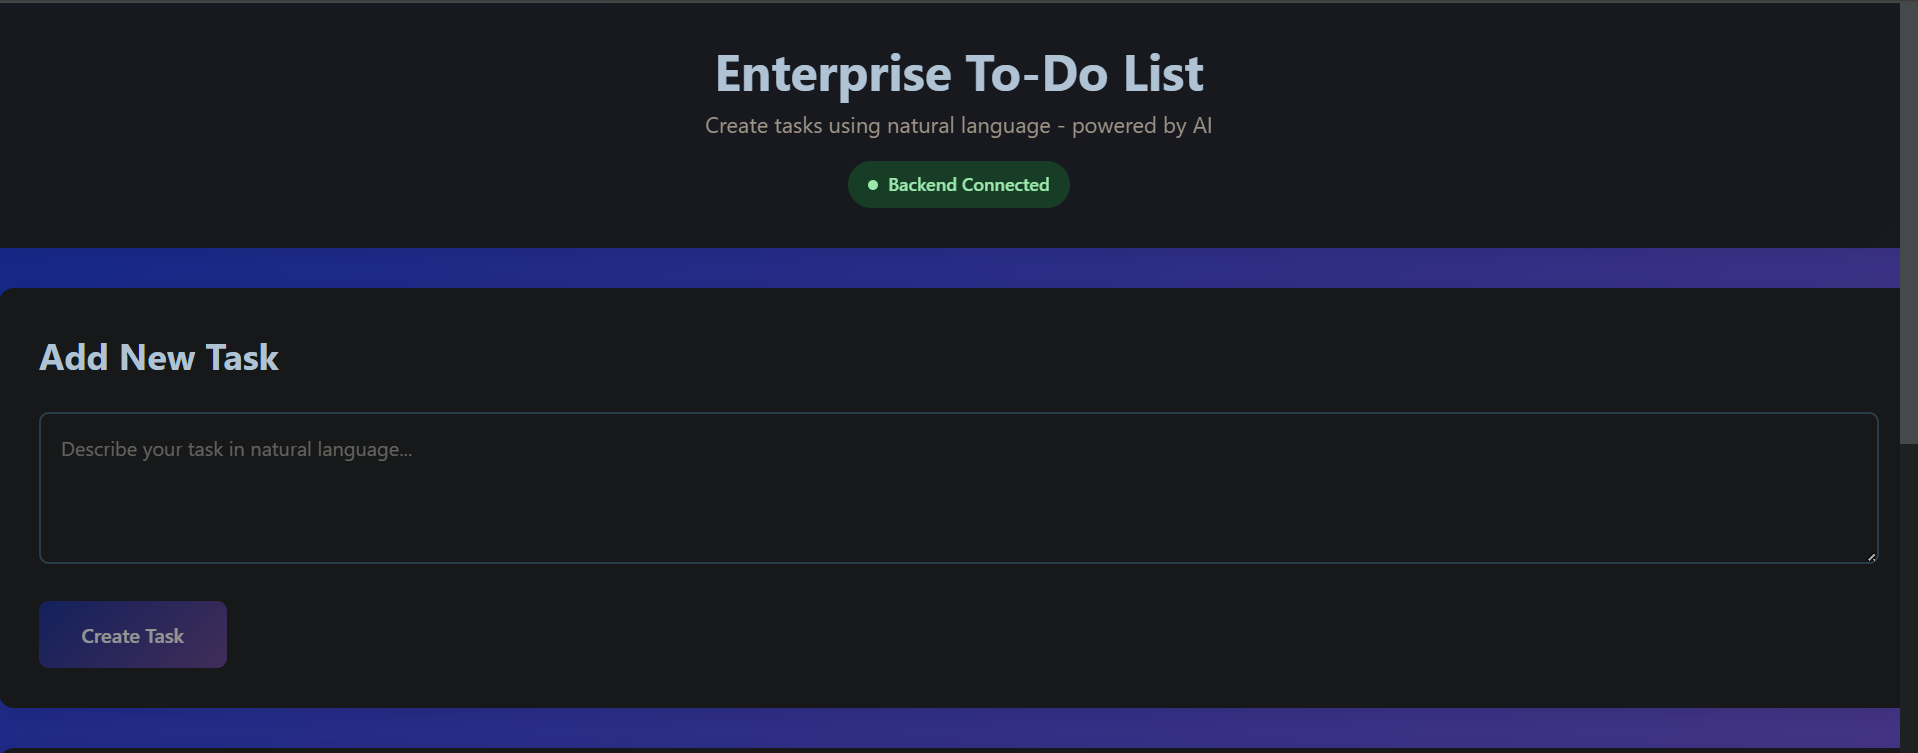 Enterprise To-Do List
Create tasks using natural language - powered by AI
Backend Connected
Add New Task
Describe your task in natural language...
Create Task